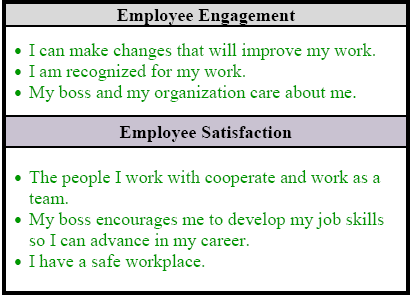 Employee Engagement
• I can make changes that will improve my work.
• I am recognized for my work.
• My boss and my organization care about me.
Employee Satisfaction
• The people I work with cooperate and work as a
team.
• My boss encourages me to develop my job skills
so I can advance in my career.
• I have a safe workplace.